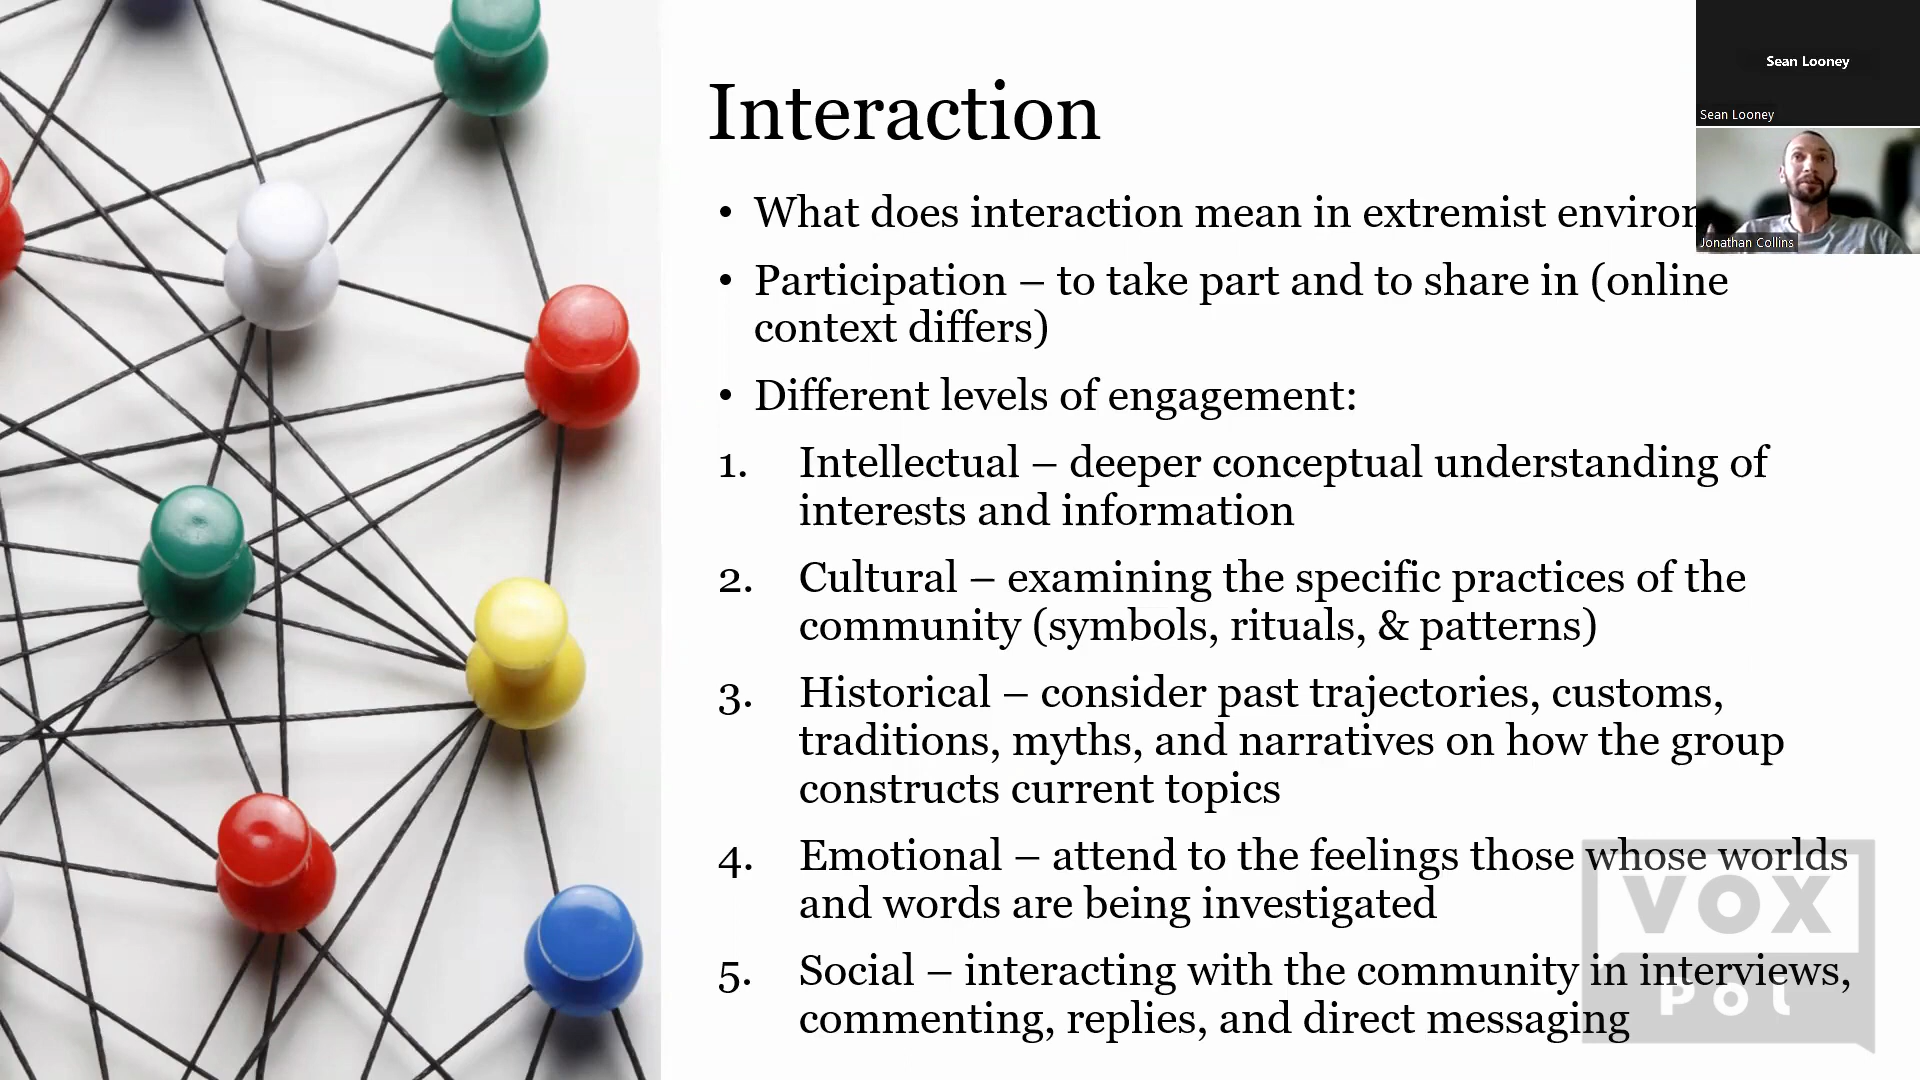 Interaction
• What does interaction mean in extremist
• Participation – to take part and to share in (online
context differs)
• Different levels of engagement:
1. Intellectual – deeper conceptual understanding of
interests and information
2. Cultural – examining the specific practices of the
community (symbols, rituals, & patterns)
3. Historical – consider past trajectories, customs,
traditions, myths, and narratives on how the group
constructs current topics
4. Emotional – attend to the feelings those whose worlds
and words are being investigated
5. Social – interacting with the community in interviews,
commenting, replies, and direct messaging
Sean Looney
Sean Looney
Jonathan Collins
VOX
Pol